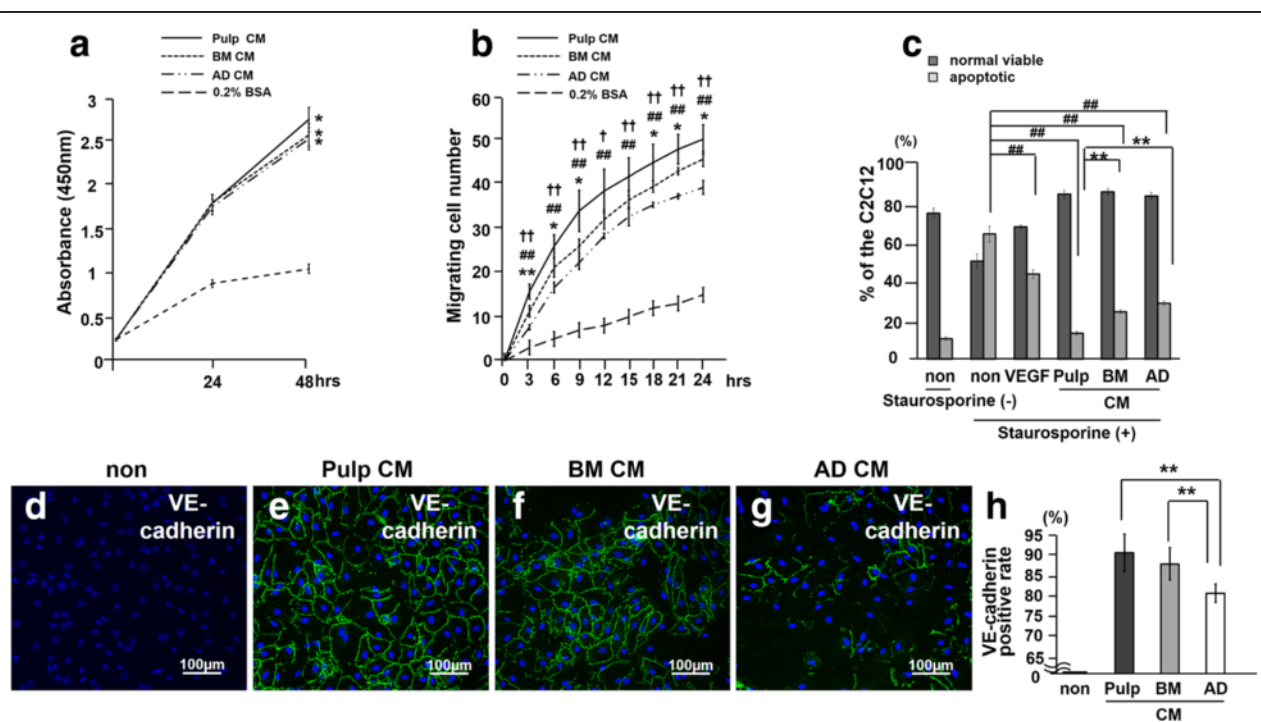 a
Pulp CM
BM CM
AD CM
0.2% BSA
Absorbance (450nm)
3
2.5
2
1.5
1
0.5
0
*
*
*
24
48hrs
b
Pulp CM
BM CM
AD CM
0.2% BSA
Migrating cell number
60
50
40
30
20
10
0
†† †† †† † †† †† †† ††
## ## ## ## ## ## ## ##
** * * * * *
0 3 6 9 12 15 18 21 24 hrs
c
normal viable
apoptotic
##
##
##
##
**
**
(%)
% of the C2C12
100
80
60
40
20
0
non non VEGF Pulp BM AD
Staurosporine (-) CM
Staurosporine (+)
non Pulp CM BM CM AD CM
d VE-
cadherin
100µm
e VE-
cadherin
100µm
f VE-
cadherin
100µm
g VE-
cadherin
100µm
h
(%)
VE-cadherin
positive rate
95
90
85
80
75
70
65
0
**
**
non Pulp BM AD
CM